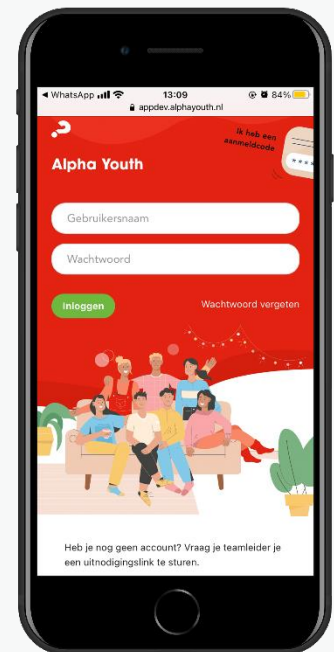 WhatsApp 13:09 84%
appdev.alphayouth.nl
Ik heb een
aanmeldcode
Alpha Youth
Gebruikersnaam
Wachtwoord
Inloggen Wachtwoord vergeten
Heb je nog geen account? Vraag je teamleider je
een uitnodigingslink te sturen.